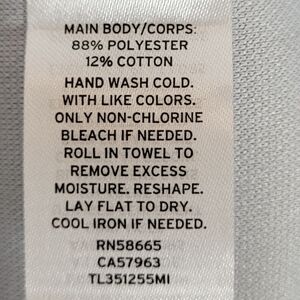 MAIN BODY/CORPS:
88% POLYESTER
12% COTTON
HAND WASH COLD.
WITH LIKE COLORS.
ONLY NON-CHLORINE
BLEACH IF NEEDED.
ROLL IN TOWEL TO
REMOVE EXCESS
MOISTURE. RESHAPE.
LAY FLAT TO DRY.
COOL IRON IF NEEDED.
RN58665
CA57963
TL351255MI